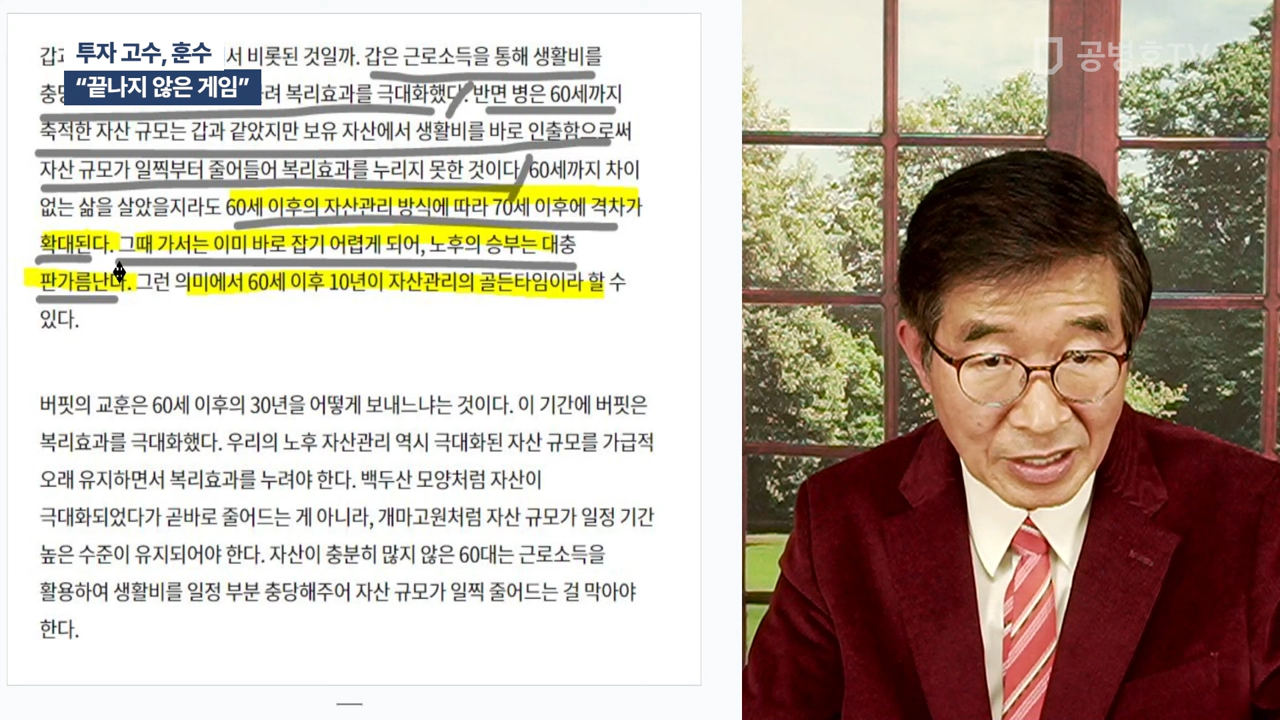 투자 고수, 훈수
“끝나지 않은 게임”
공병호TV
서 비롯된 것일까. 갑은 근로소득을 통해 생활비를
려 복리효과를 극대화했다. 반면 병은 60세까지
축적한 자산 규모는 갑과 같았지만 보유 자산에서 생활비를 바로 인출함으로써
자산 규모가 일찍부터 줄어들어 복리효과를 누리지 못한 것이다. 60세까지 차이
없는 삶을 살았을지라도 60세 이후의 자산관리 방식에 따라 70세 이후에 격차가
확대된다. 그때 가서는 이미 바로 잡기 어렵게 되어, 노후의 승부는 대충
판가름난다. 그런 의미에서 60세 이후 10년이 자산관리의 골든타임이라 할 수
있다.
버핏의 교훈은 60세 이후의 30년을 어떻게 보내느냐는 것이다. 이 기간에 버핏은
복리효과를 극대화했다. 우리의 노후 자산관리 역시 극대화된 자산 규모를 가급적
오래 유지하면서 복리효과를 누려야 한다. 백두산 모양처럼 자산이
극대화되었다가 곧바로 줄어드는 게 아니라, 개마고원처럼 자산 규모가 일정 기간
높은 수준이 유지되어야 한다. 자산이 충분히 많지 않은 60대는 근로소득을
활용하여 생활비를 일정 부분 충당해주어 자산 규모가 일찍 줄어드는 걸 막아야
한다.